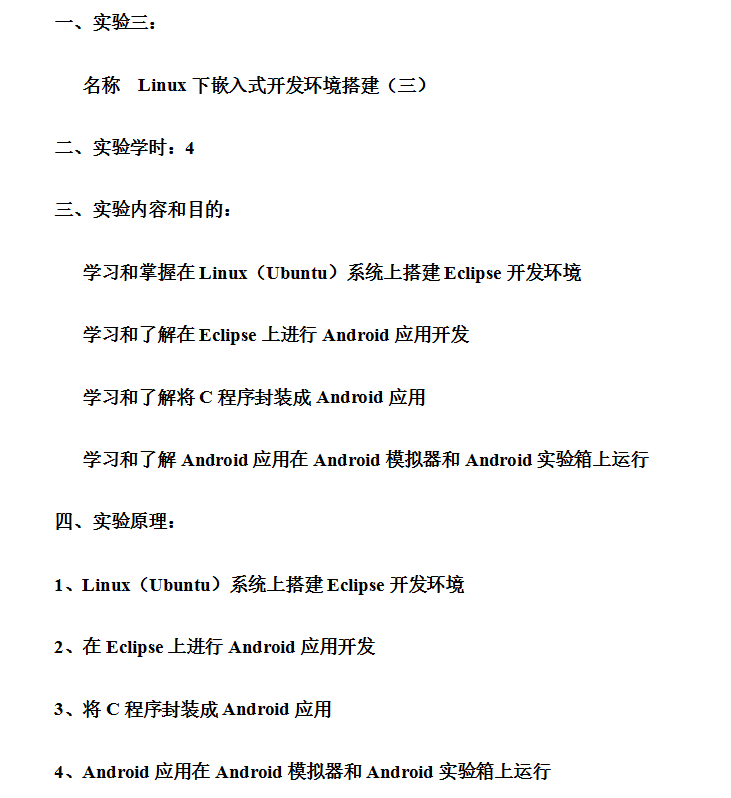 一、实验三：
名称 Linux 下嵌入式开发环境搭建（三）
二、实验学时：4
三、实验内容和目的：
学习和掌握在 Linux（Ubuntu）系统上搭建 Eclipse 开发环境
学习和了解在 Eclipse 上进行 Android 应用开发
学习和了解将 C 程序封装成 Android 应用
学习和了解 Android 应用在 Android 模拟器和 Android 实验箱上运行
四、实验原理：
1、Linux（Ubuntu）系统上搭建 Eclipse 开发环境
2、在 Eclipse 上进行 Android 应用开发
3、将 C 程序封装成 Android 应用
4、Android 应用在 Android 模拟器和 Android 实验箱上运行